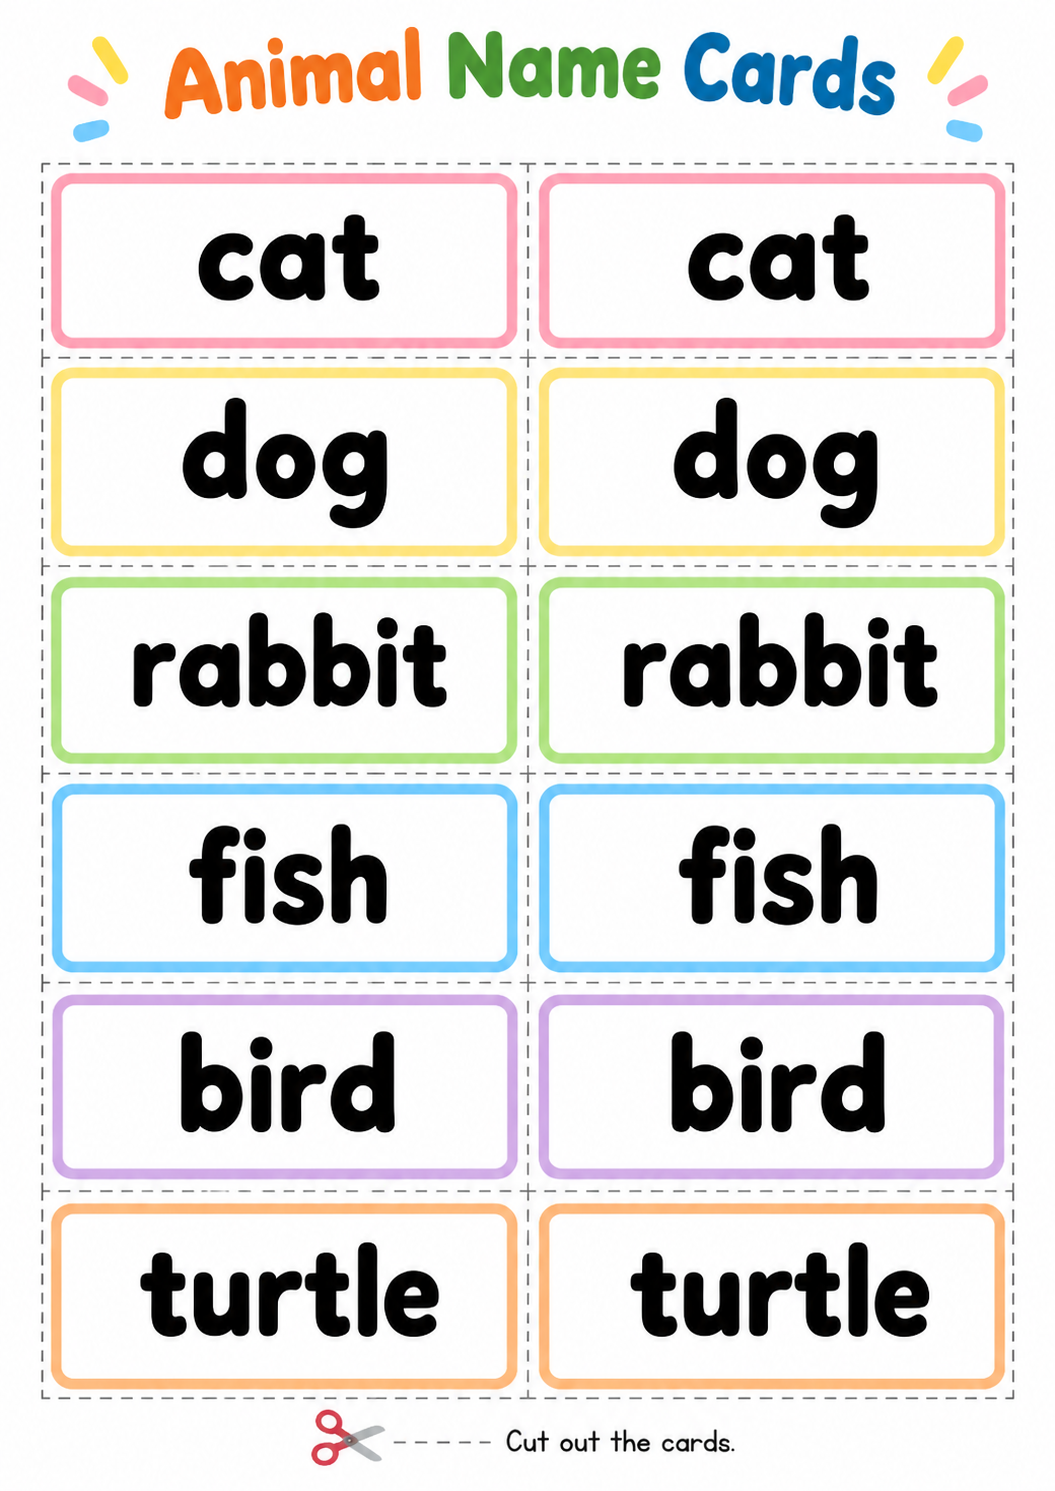 Animal Name Cards
cat cat
dog dog
rabbit rabbit
fish fish
bird bird
turtle turtle
Cut out the cards.